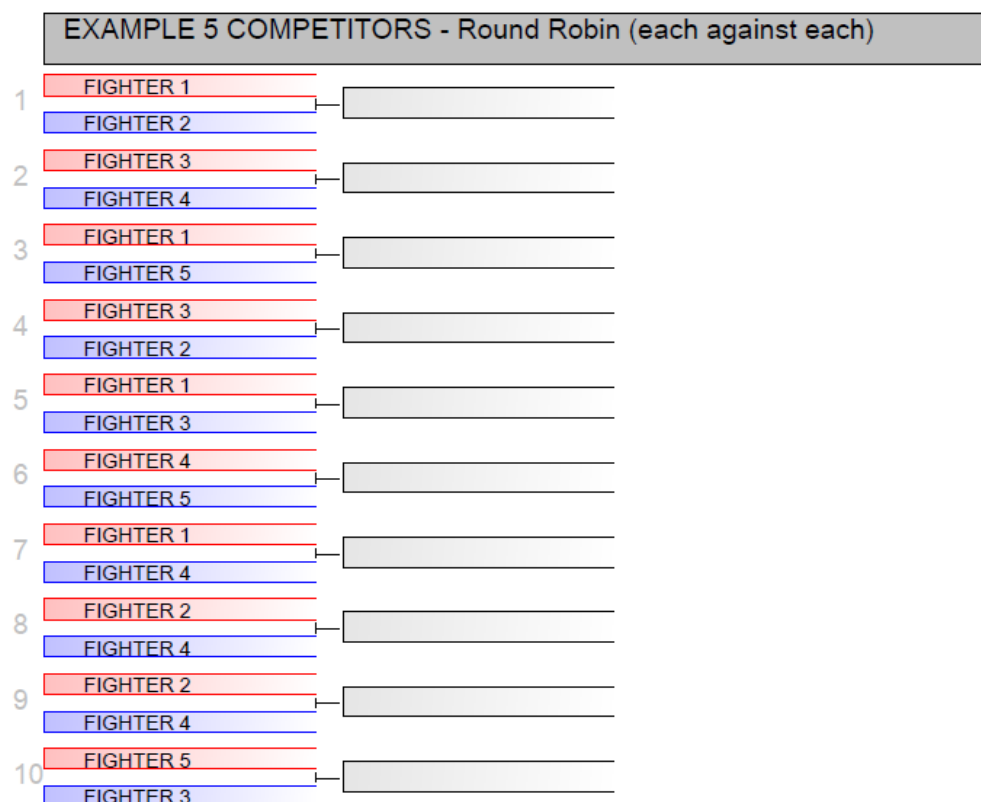 EXAMPLE 5 COMPETITORS - Round Robin (each against each)
1
FIGHTER 1
FIGHTER 2
2
FIGHTER 3
FIGHTER 4
3
FIGHTER 1
FIGHTER 5
4
FIGHTER 3
FIGHTER 2
5
FIGHTER 1
FIGHTER 3
6
FIGHTER 4
FIGHTER 5
7
FIGHTER 1
FIGHTER 4
8
FIGHTER 2
FIGHTER 4
9
FIGHTER 2
FIGHTER 4
10
FIGHTER 5
FIGHTER 3